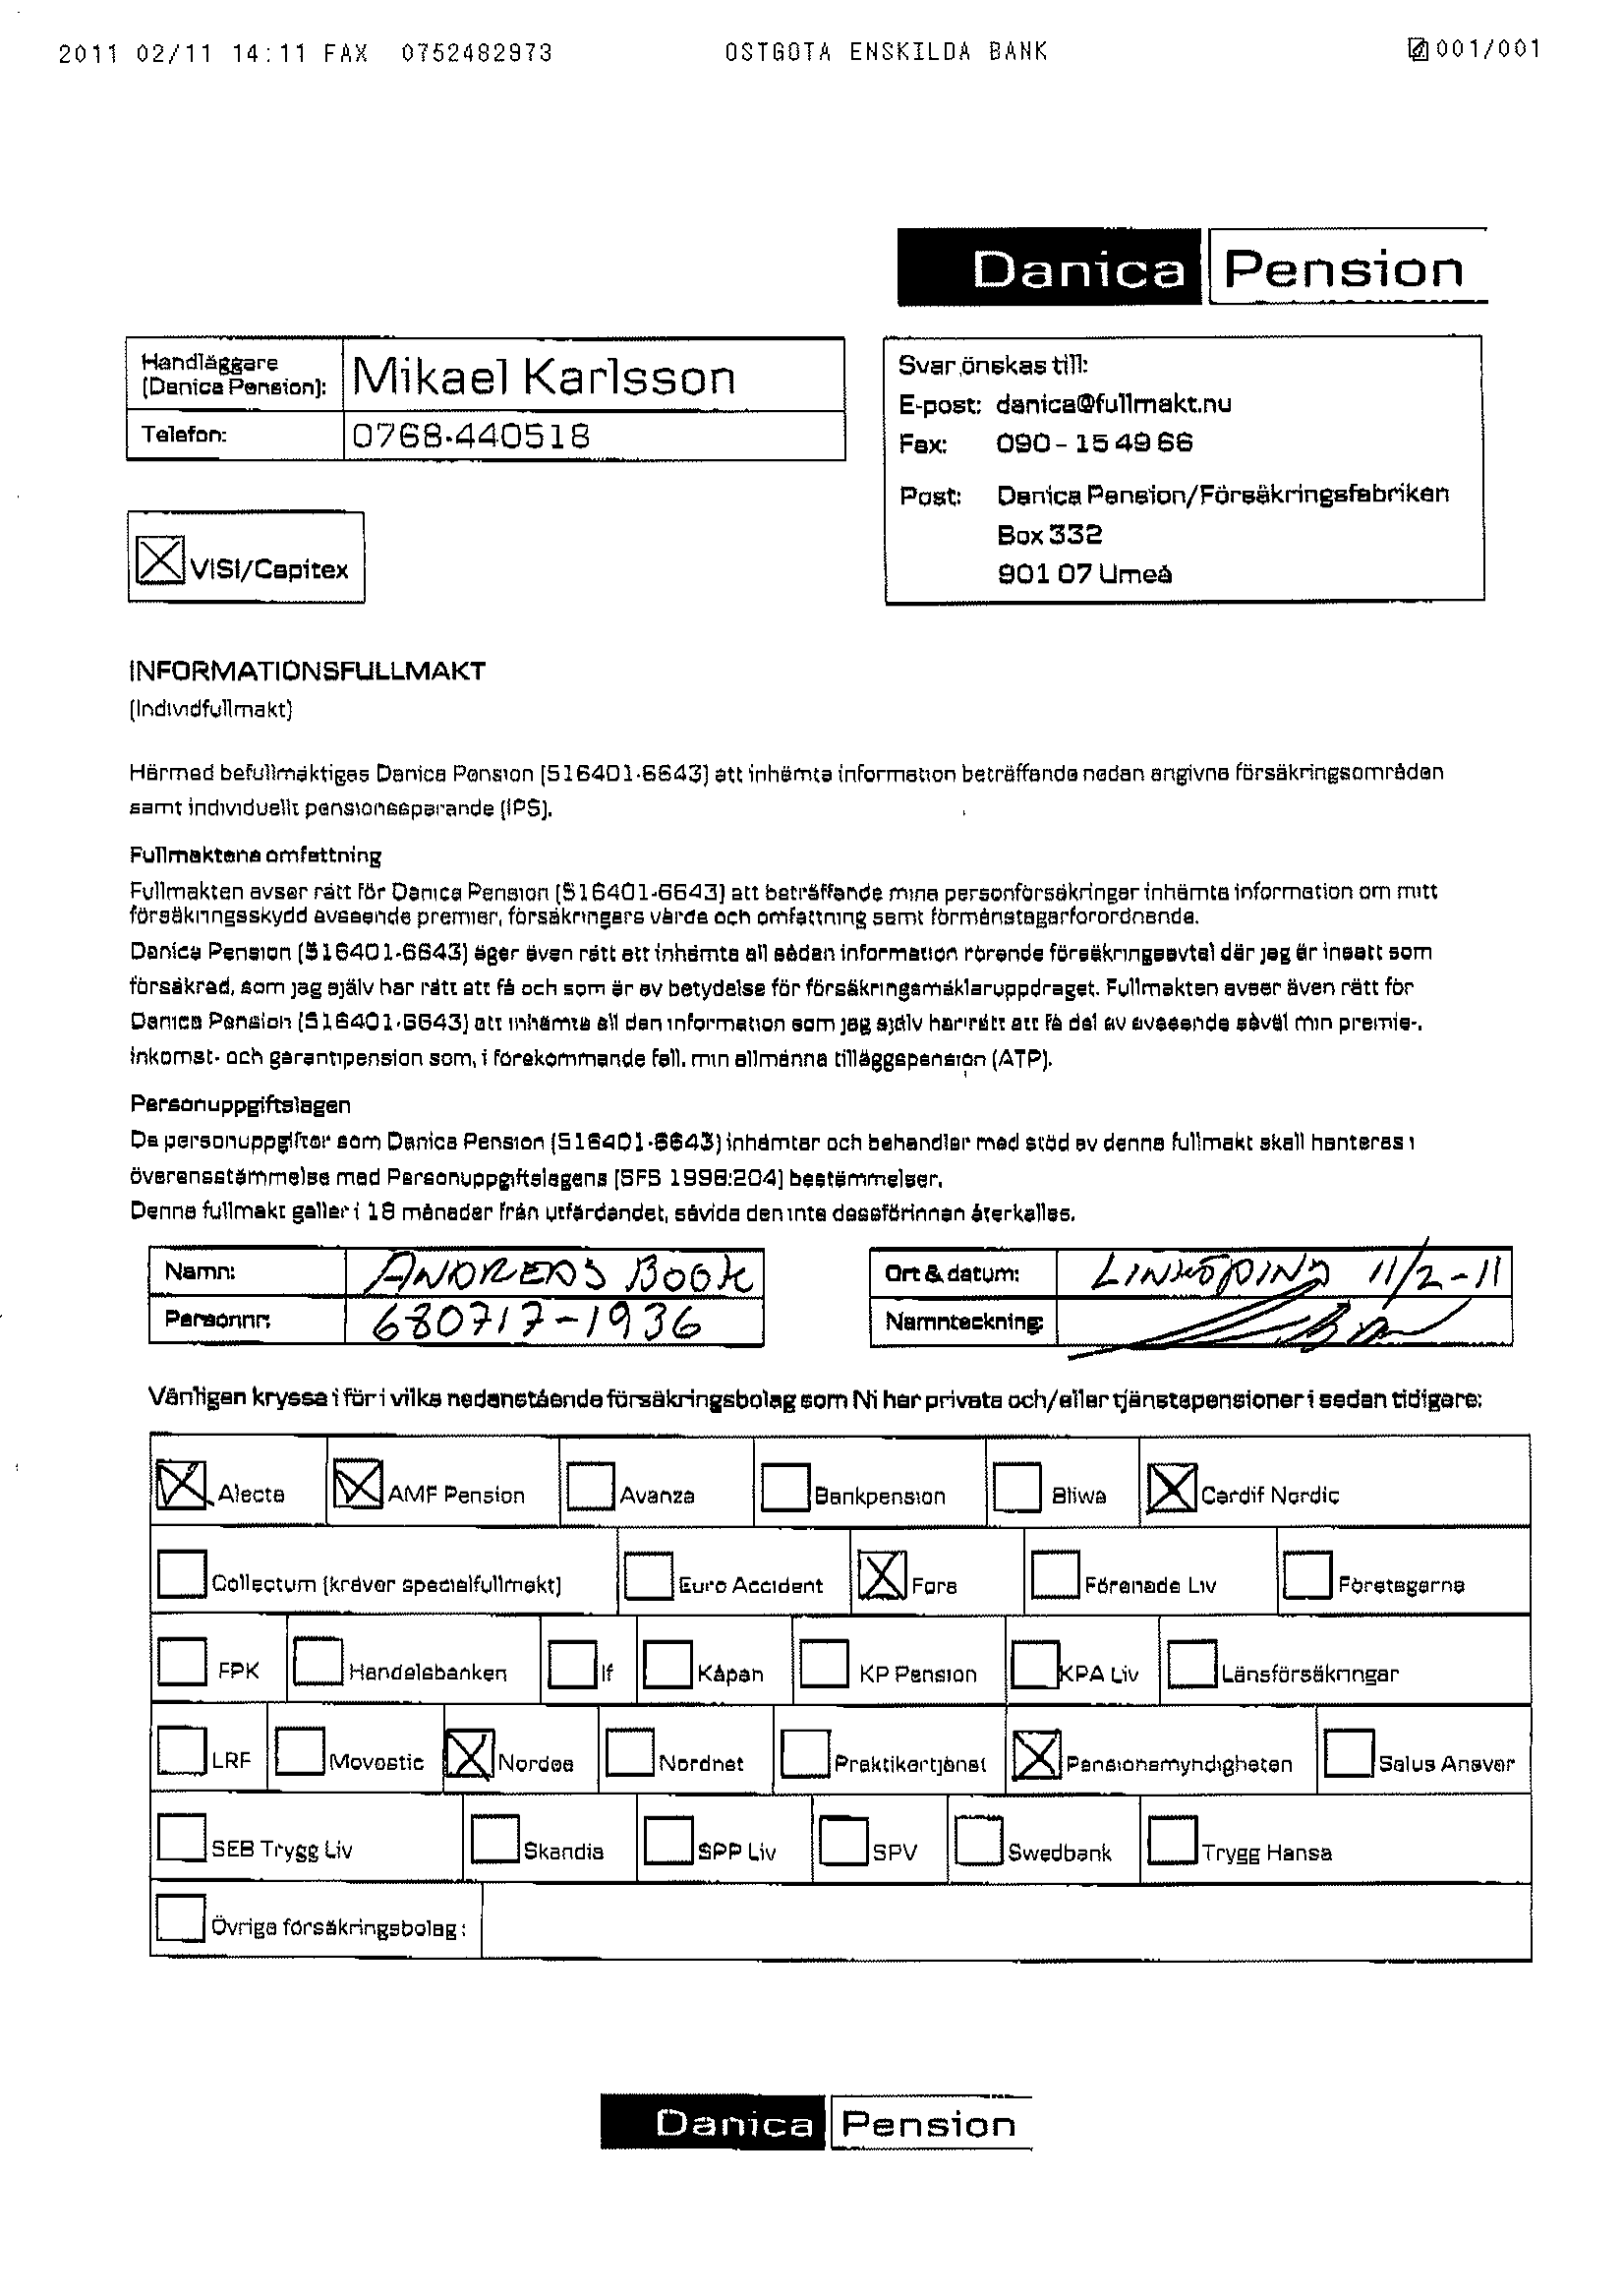 2011 02/11 14:11 FAX 0752482973 OSTGOTA ENSKILDA BANK 001/001
Danica Pension
Handläggare (Danica Pension): Mikael Karlsson
Telefon: 0768-440518
Svar önskas till:
E-post: danica@fullmakt.nu
Fax: 090-15 49 66
Post: Danica Pension/Försäkringsfabriken
Box 332
901 07 Umeå
VISI/Capitex
INFORMATIONSFULLMAKT
(Individfullmakt)
Härmed befullmäktigas Danica Pension (516401-6643) att inhämta information beträffande nedan angivna försäkringsområden
samt individuellt pensionssparande (IPS).
Fullmaktens omfattning
Fullmakten avser rätt för Danica Pension (516401-6643) att beträffande mina personförsäkringar inhämta information om mitt
försäkringsskydd avseende premier, försäkringars värde och omfattning samt förmånstagarförordnande.
Danica Pension (516401-6643) äger även rätt att inhämta all sådan information rörande försäkringsavtal där jag är insatt som
försäkrad, som jag själv har rätt att få och som är av betydelse för försäkringsmäklaruppdraget. Fullmakten avser även rätt för
Danica Pension (516401-6643) att inhämta all den information som jag själv har rätt att få del av avseende såväl min premie-,
inkomst- och garantipension som, i förekommande fall, min allmänna tilläggspension (ATP).
Personuppgiftslagen
De personuppgifter som Danica Pension (516401-6643) inhämtar och behandlar med stöd av denna fullmakt skall hanteras i
överensstämmelse med Personuppgiftslagens (SFS 1998:204) bestämmelser.
Denna fullmakt gäller i 18 månader från utfärdandet, såvida den inte dessförinnan återkallas.
Namn: ANDREAS BOOK
Personnr: 680717-1936
Ort & datum: LINKÖPING 11/2-11
Namnteckning:
Vänligen kryssa i för i vilka nedanstående försäkringsbolag som Ni har privata och/eller tjänstepensioner i sedan tidigare:
Alecta AMF Pension Avanza Bankpension Bliwa Cardif Nordic
Collectum (kräver specialfullmakt) Euro Accident Fora Förenade Liv Företagarna
FPK Handelsbanken If Kåpan KP Pension KPA Liv Länsförsäkringar
LRF Movestic Nordea Nordnet Praktikertjänst Pensionsmyndigheten Salus Ansvar
SEB Trygg Liv Skandia SPP Liv SPV Swedbank Trygg Hansa
Övriga försäkringsbolag:
Danica Pension